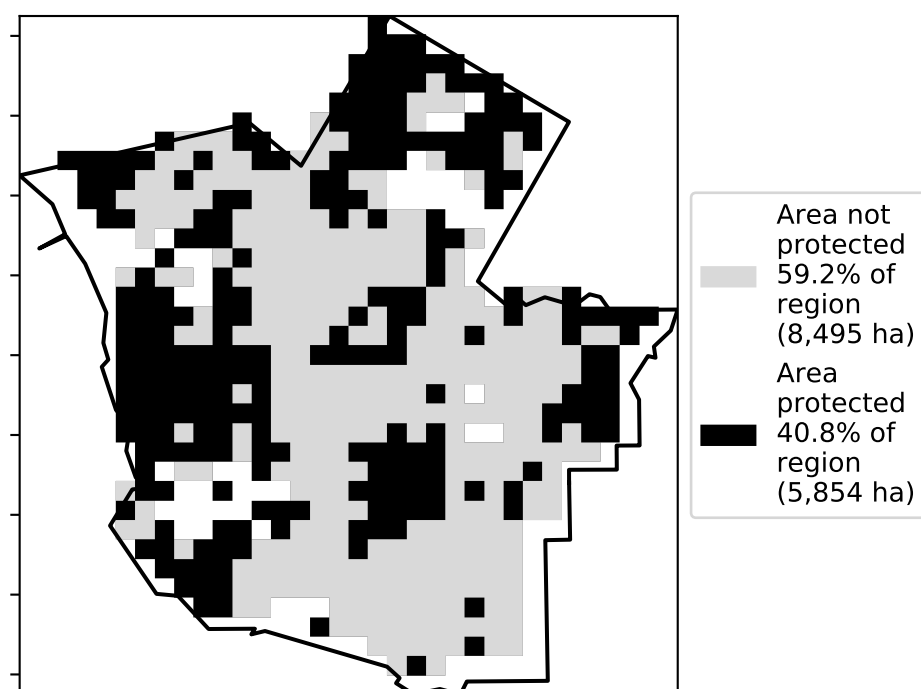 Area not
protected
59.2% of
region
(8,495 ha)
Area
protected
40.8% of
region
(5,854 ha)